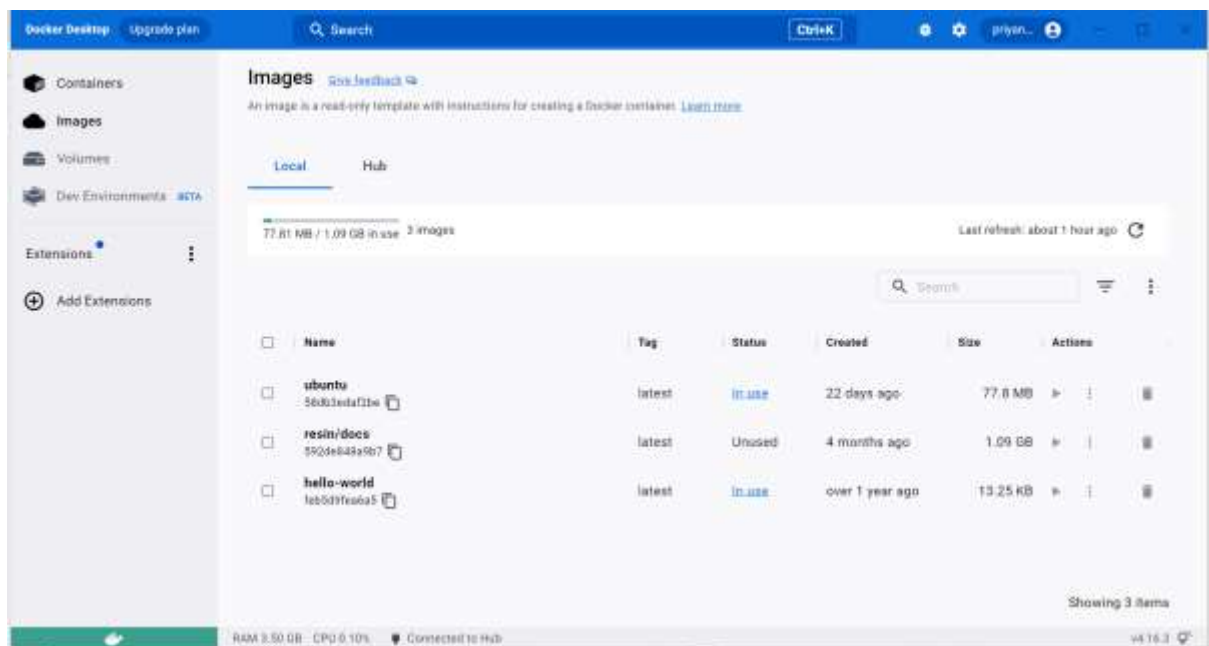 Docker Desktop Upgrade plan Search Ctrl+K priyan...
Containers
Images
Volumes
Dev Environments BETA
Extensions
Add Extensions
Images Give feedback
An image is a read-only template with instructions for creating a Docker container. Learn more
Local Hub
77.81 MB / 1.09 GB in use 3 images Last refresh: about 1 hour ago
Search
Name Tag Status Created Size Actions
ubuntu
latest In use 22 days ago 77.8 MB
resin/docs
latest Unused 4 months ago 1.09 GB
hello-world
latest In use over 1 year ago 13.25 KB
Showing 3 items
RAM 3.50 GB CPU 0.10% Connected to Hub v4.16.3